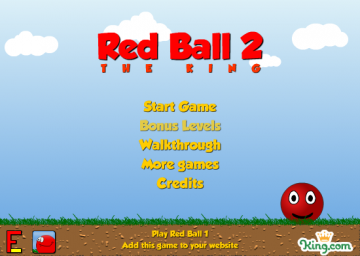 Red Ball 2
THE KING
Start Game
Bonus Levels
Walkthrough
More games
Credits
Play Red Ball 1
Add this game to your website
E
King.com